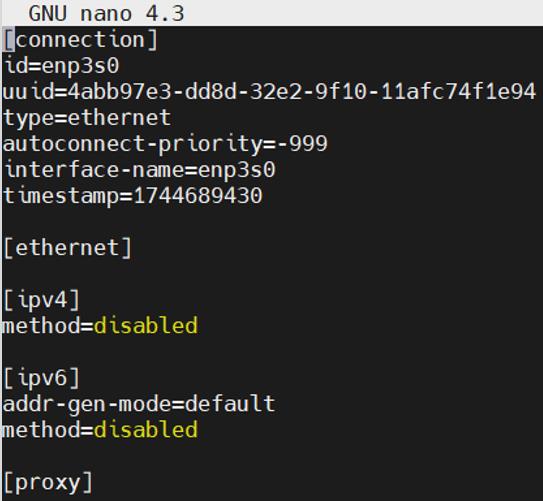 GNU nano 4.3
[connection]
id=enp3s0
uuid=4abb97e3-dd8d-32e2-9f10-11afc74f1e94
type=ethernet
autoconnect-priority=-999
interface-name=enp3s0
timestamp=1744689430
[ethernet]
[ipv4]
method=disabled
[ipv6]
addr-gen-mode=default
method=disabled
[proxy]